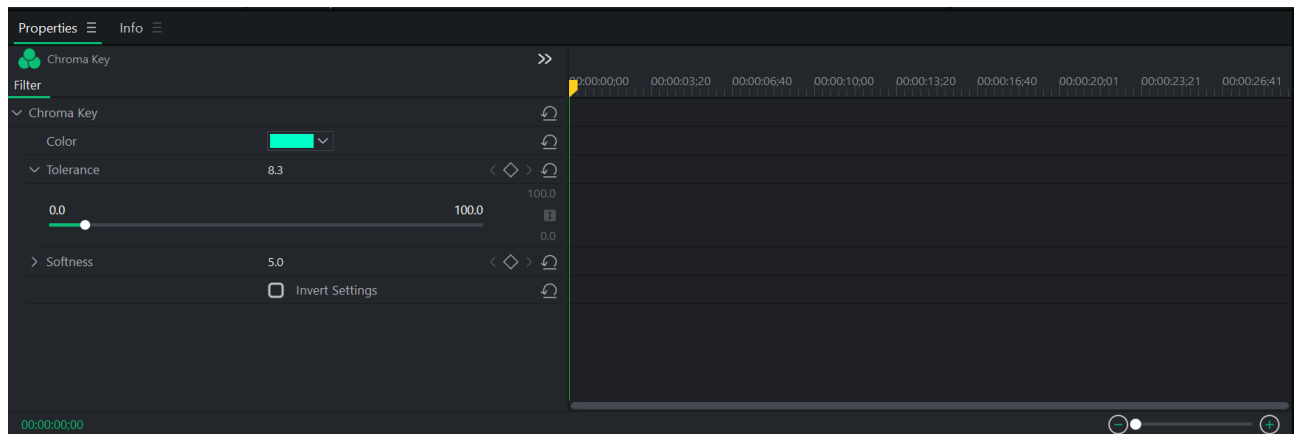 Properties Info
Chroma Key
Filter
00:00:00;00 00:00:03;20 00:00:06;40 00:00:10;00 00:00:13;20 00:00:16;40 00:00:20;01 00:00:23;21 00:00:26;41
Chroma Key
Color
Tolerance 8.3
100.0
0.0 100.0
0.0
Softness 5.0
Invert Settings
00:00:00;00